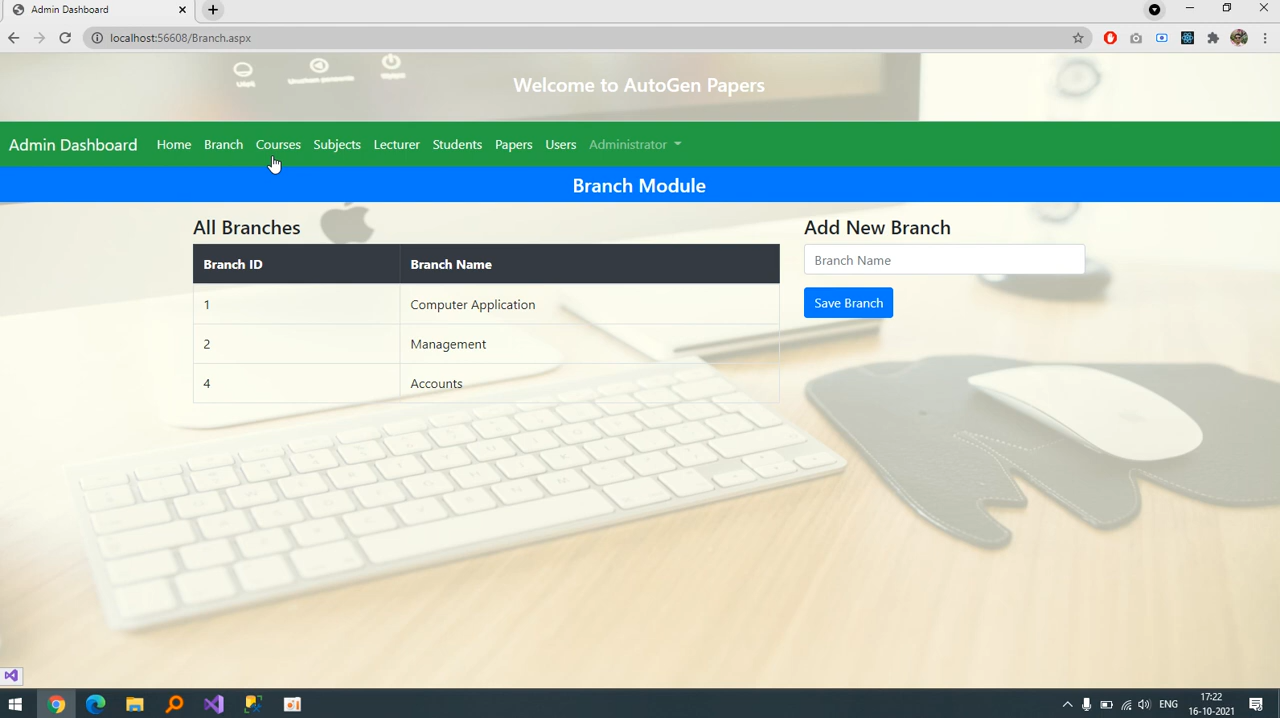 Admin Dashboard
localhost:56608/Branch.aspx
Welcome to AutoGen Papers
Admin Dashboard Home Branch Courses Subjects Lecturer Students Papers Users Administrator
Branch Module
All Branches
Branch ID Branch Name
1 Computer Application
2 Management
4 Accounts
Add New Branch
Branch Name
Save Branch
ENG
17:22
16-10-2021